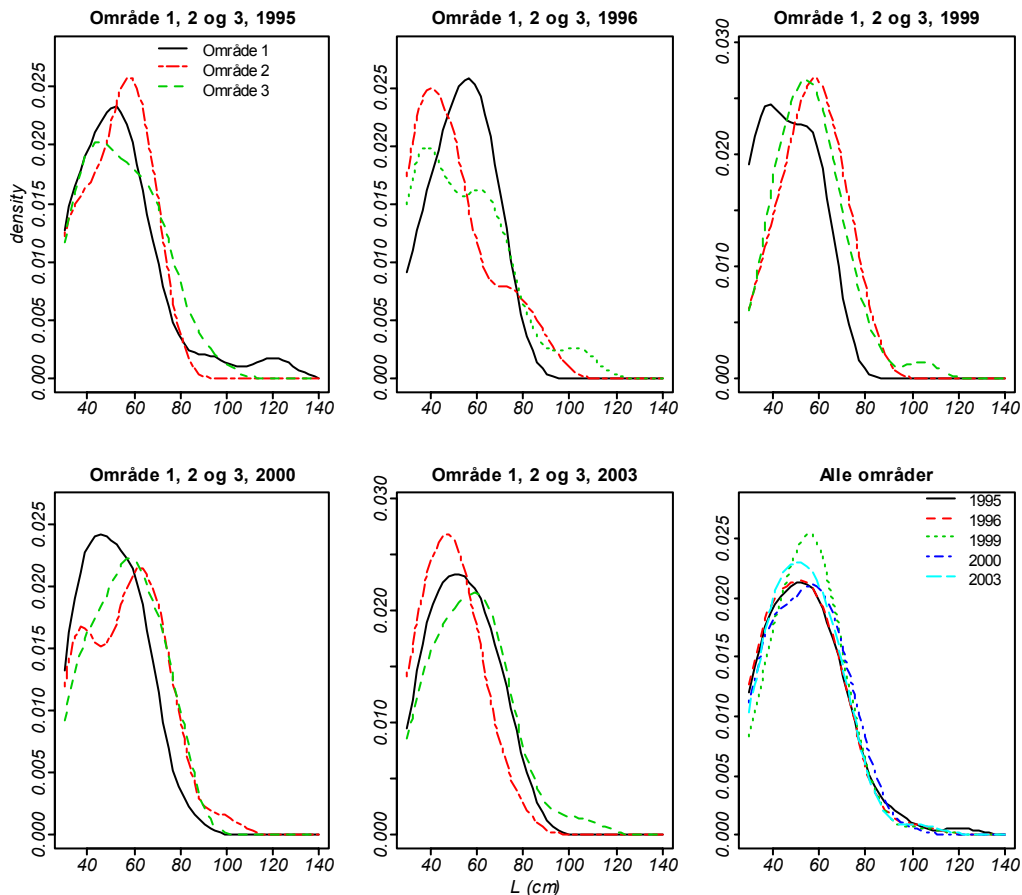 Område 1, 2 og 3, 1995
Område 1, 2 og 3, 1996
Område 1, 2 og 3, 1999
Område 1
Område 2
Område 3
density
0.000 0.005 0.010 0.015 0.020 0.025
40 60 80 100 120 140
0.000 0.005 0.010 0.015 0.020 0.025
40 60 80 100 120 140
0.000 0.010 0.020 0.030
40 60 80 100 120 140
Område 1, 2 og 3, 2000
Område 1, 2 og 3, 2003
Alle områder
1995
1996
1999
2000
2003
0.000 0.005 0.010 0.015 0.020 0.025
40 60 80 100 120 140
0.000 0.010 0.020 0.030
40 60 80 100 120 140
0.000 0.005 0.010 0.015 0.020 0.025
40 60 80 100 120 140
L (cm)